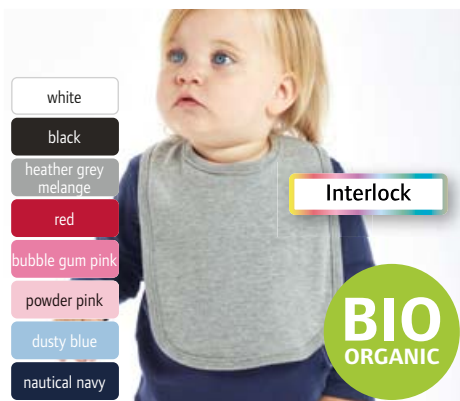 white
black
heather grey
melange
red
bubble gum pink
powder pink
dusty blue
nautical navy
Interlock
BIO
ORGANIC